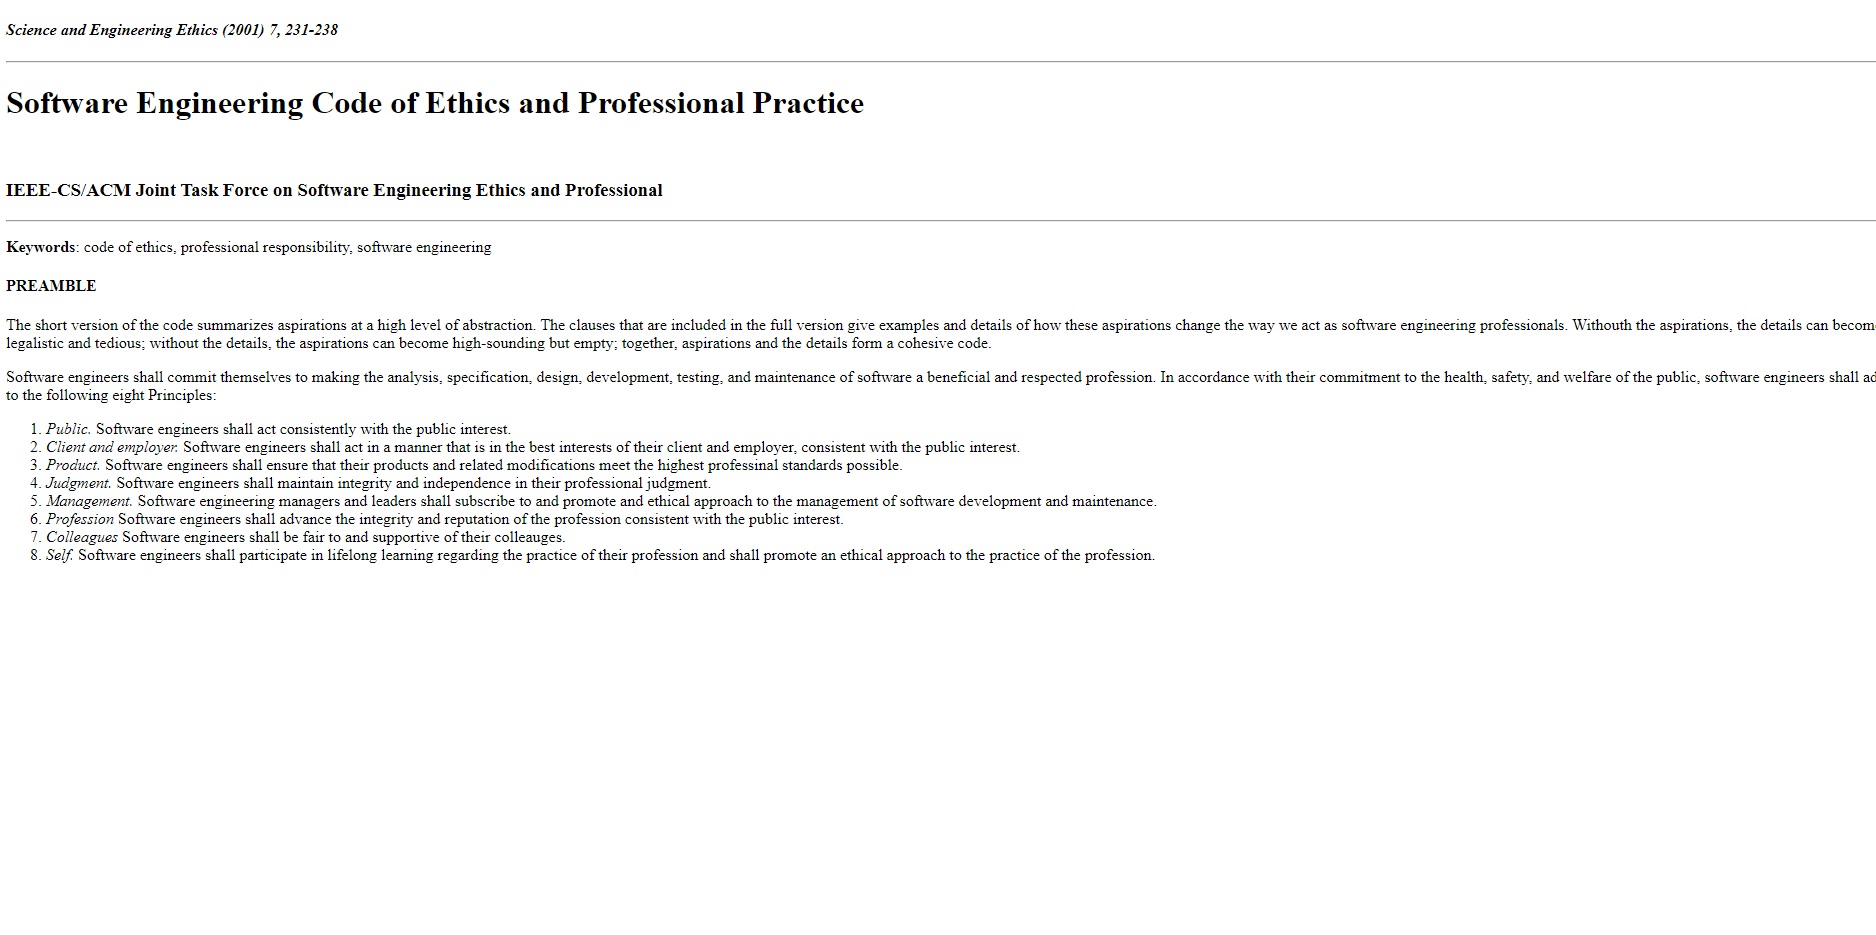 Science and Engineering Ethics (2001) 7, 231-238
Software Engineering Code of Ethics and Professional Practice
IEEE-CS/ACM Joint Task Force on Software Engineering Ethics and Professional
Keywords: code of ethics, professional responsibility, software engineering
PREAMBLE
The short version of the code summarizes aspirations at a high level of abstraction. The clauses that are included in the full version give examples and details of how these aspirations change the way we act as software engineering professionals. Withouth the aspirations, the details can becom
legalistic and tedious; without the details, the aspirations can become high-sounding but empty; together, aspirations and the details form a cohesive code.
Software engineers shall commit themselves to making the analysis, specification, design, development, testing, and maintenance of software a beneficial and respected profession. In accordance with their commitment to the health, safety, and welfare of the public, software engineers shall ad
to the following eight Principles:
1. Public. Software engineers shall act consistently with the public interest.
2. Client and employer. Software engineers shall act in a manner that is in the best interests of their client and employer, consistent with the public interest.
3. Product. Software engineers shall ensure that their products and related modifications meet the highest professinal standards possible.
4. Judgment. Software engineers shall maintain integrity and independence in their professional judgment.
5. Management. Software engineering managers and leaders shall subscribe to and promote and ethical approach to the management of software development and maintenance.
6. Profession Software engineers shall advance the integrity and reputation of the profession consistent with the public interest.
7. Colleagues Software engineers shall be fair to and supportive of their colleauges.
8. Self. Software engineers shall participate in lifelong learning regarding the practice of their profession and shall promote an ethical approach to the practice of the profession.